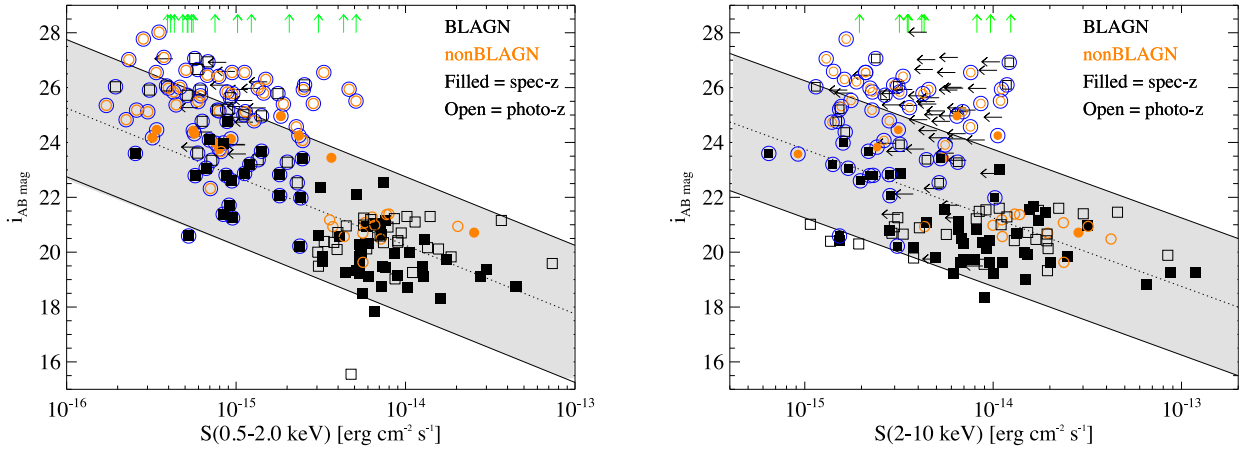 BLAGN
nonBLAGN
Filled = spec-z
Open = photo-z
28
26
24
22
20
18
16
i_AB mag
10^-16
10^-15
10^-14
10^-13
S(0.5-2.0 keV) [erg cm^-2 s^-1]
BLAGN
nonBLAGN
Filled = spec-z
Open = photo-z
28
26
24
22
20
18
16
i_AB mag
10^-15
10^-14
10^-13
S(2-10 keV) [erg cm^-2 s^-1]